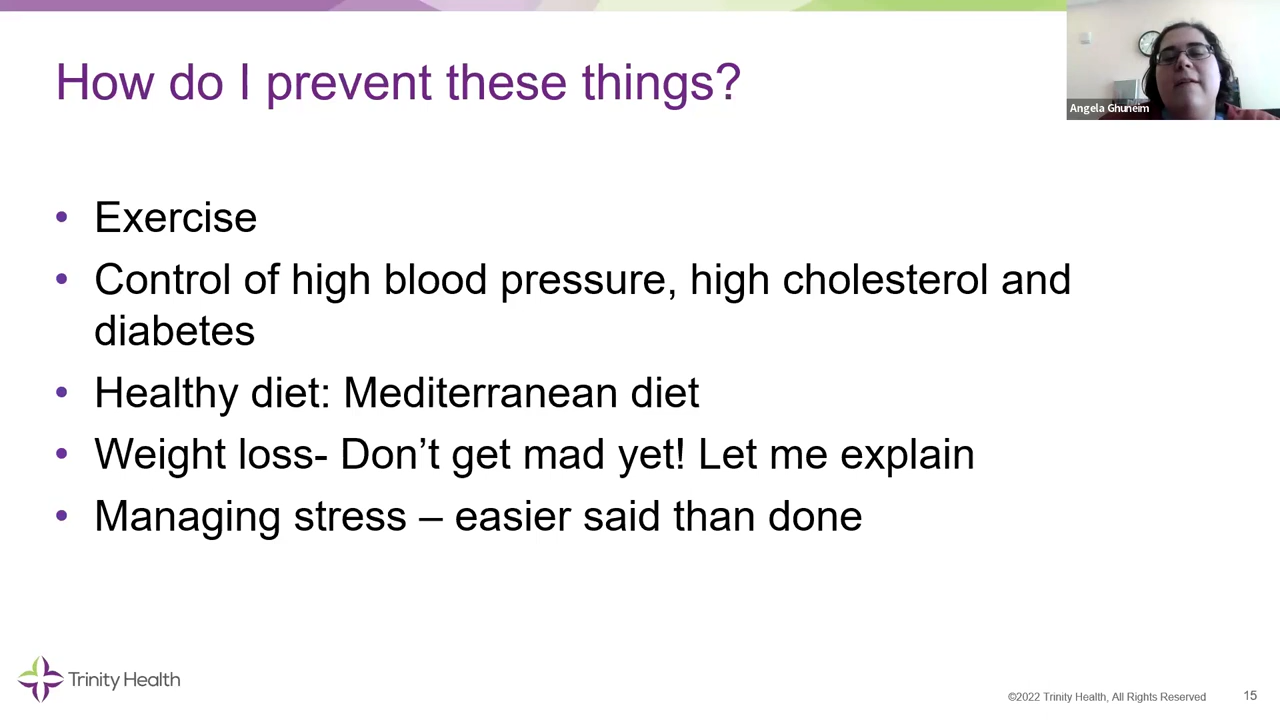 How do I prevent these things?
Angela Ghuneim
• Exercise
• Control of high blood pressure, high cholesterol and
diabetes
• Healthy diet: Mediterranean diet
• Weight loss- Don’t get mad yet! Let me explain
• Managing stress – easier said than done
Trinity Health
©2022 Trinity Health, All Rights Reserved
15